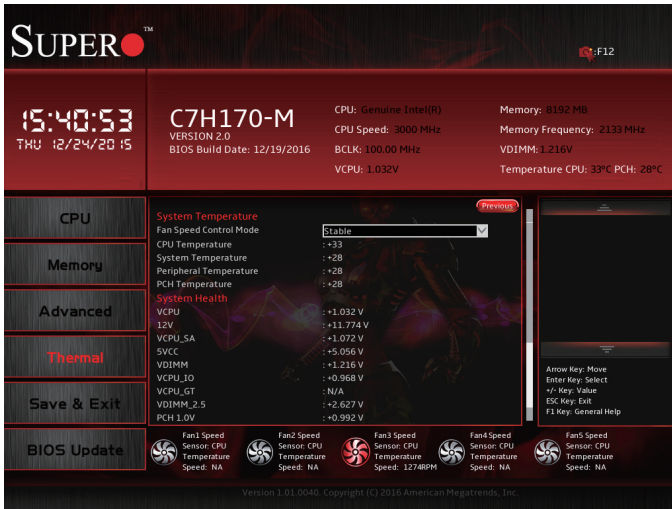 SUPER TM
:F12
15:40:53
THU 12/24/2015
C7H170-M
VERSION 2.0
BIOS Build Date: 12/19/2016
CPU: Genuine Intel(R)
CPU Speed: 3000 MHz
BCLK: 100.00 MHz
VCPU: 1.032V
Memory: 8192 MB
Memory Frequency: 2133 MHz
VDIMM: 1.216V
Temperature CPU: 33ºC PCH: 28ºC
CPU
Memory
Advanced
Thermal
Save & Exit
BIOS Update
Previous
System Temperature
Fan Speed Control Mode Stable
CPU Temperature : +33
System Temperature : +28
Peripheral Temperature : +28
PCH Temperature : +28
System Health
VCPU : +1.032 V
12V : +11.774 V
VCPU_SA : +1.072 V
5VCC : +5.056 V
VDIMM : +1.216 V
VCPU_IO : +0.968 V
VCPU_GT : N/A
VDIMM_2.5 : +2.627 V
PCH 1.0V : +0.992 V
Arrow Key: Move
Enter Key: Select
+/- Key: Value
ESC Key: Exit
F1 Key: General Help
Fan1 Speed
Sensor: CPU
Temperature
Speed: NA
Fan2 Speed
Sensor: CPU
Temperature
Speed: NA
Fan3 Speed
Sensor: CPU
Temperature
Speed: 1274RPM
Fan4 Speed
Sensor: CPU
Temperature
Speed: NA
Fan5 Speed
Sensor: CPU
Temperature
Speed: NA
Version 1.01.0040. Copyright (C) 2016 American Megatrends, Inc.